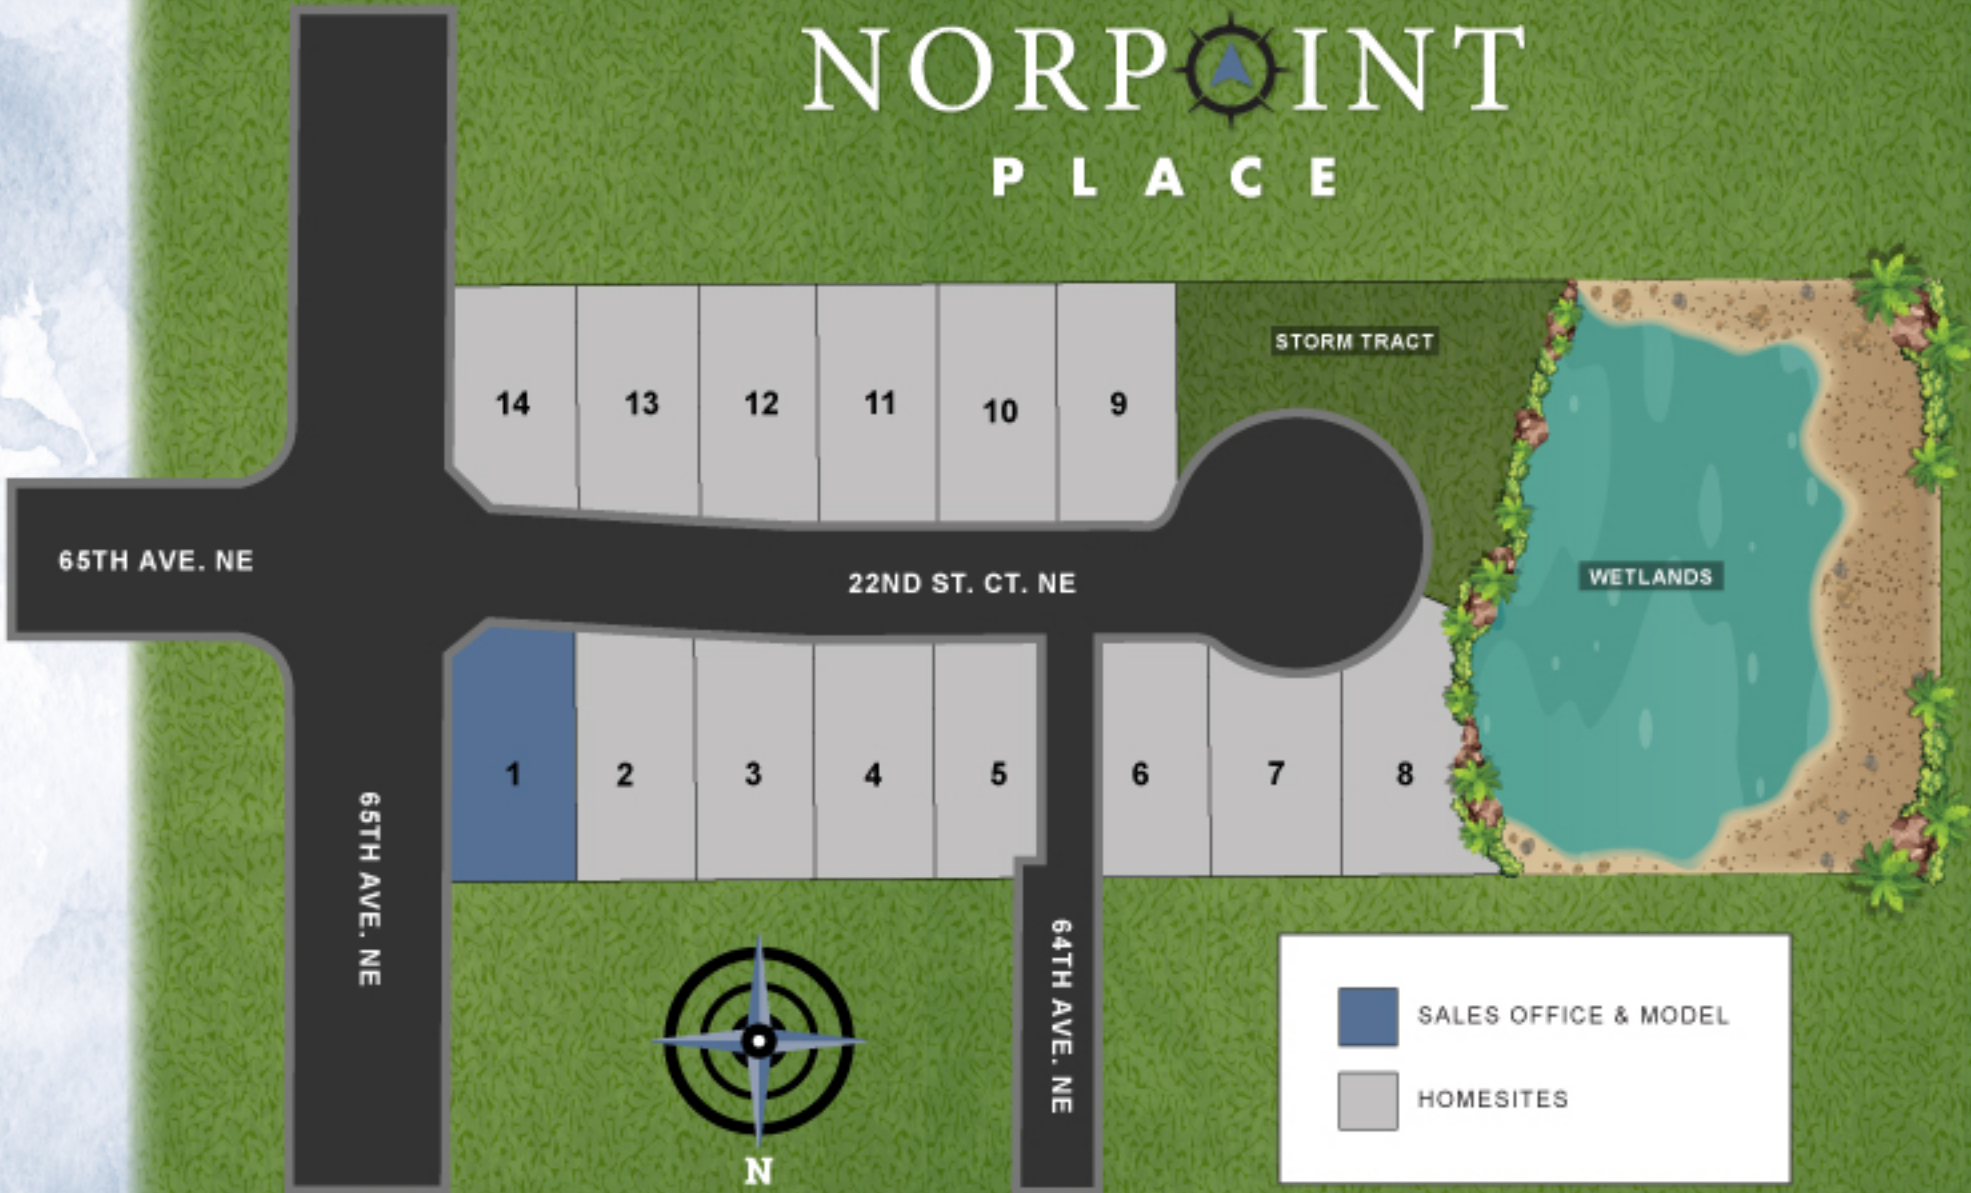 NORPOINT
PLACE
STORM TRACT
14
13
12
11
10
9
65TH AVE. NE
22ND ST. CT. NE
WETLANDS
1
2
3
4
5
6
7
8
65TH AVE. NE
64TH AVE. NE
SALES OFFICE & MODEL
HOMESITES
N